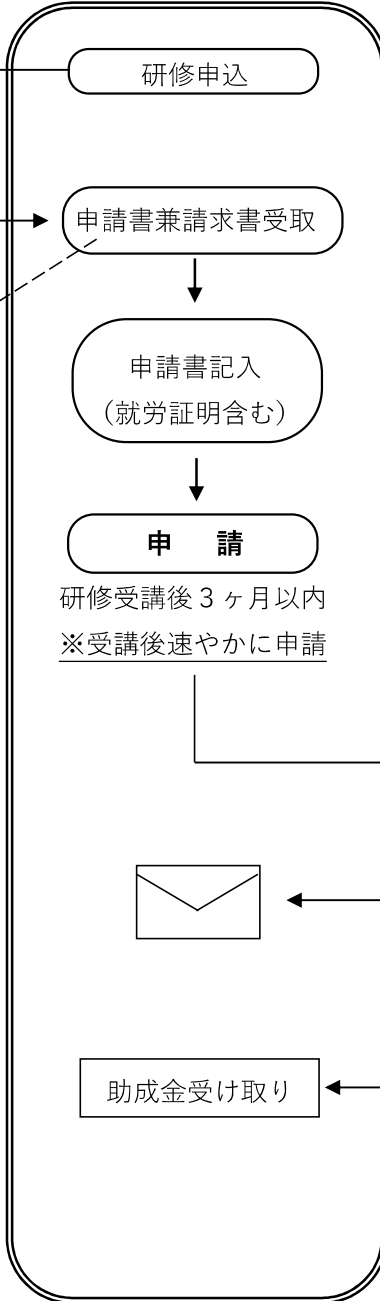 研修申込
申請書兼請求書受取
申請書記入
(就労証明含む)
申　請
研修受講後３ヶ月以内
※受講後速やかに申請
助成金受け取り